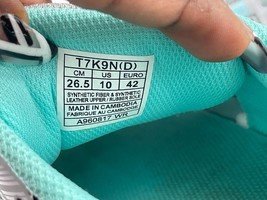 T7K9N(D)
CM US EURO
26.5 10 42
SYNTHETIC FIBER & SYNTHETIC
LEATHER UPPER / RUBBER SOLE
MADE IN CAMBODIA
FABRIQUE AU CAMBODGE
A960817 WR